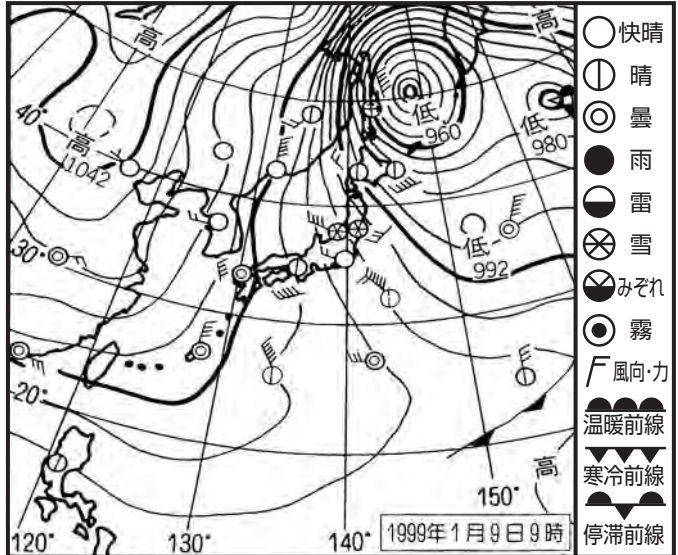 高
高
40°
高
1042
低
960
低
980
30°
低
992
20°
高
150°
120°
130°
140°
1999年1月9日9時
快晴
晴
曇
雨
雷
雪
みぞれ
霧
風向・力
温暖前線
寒冷前線
停滞前線